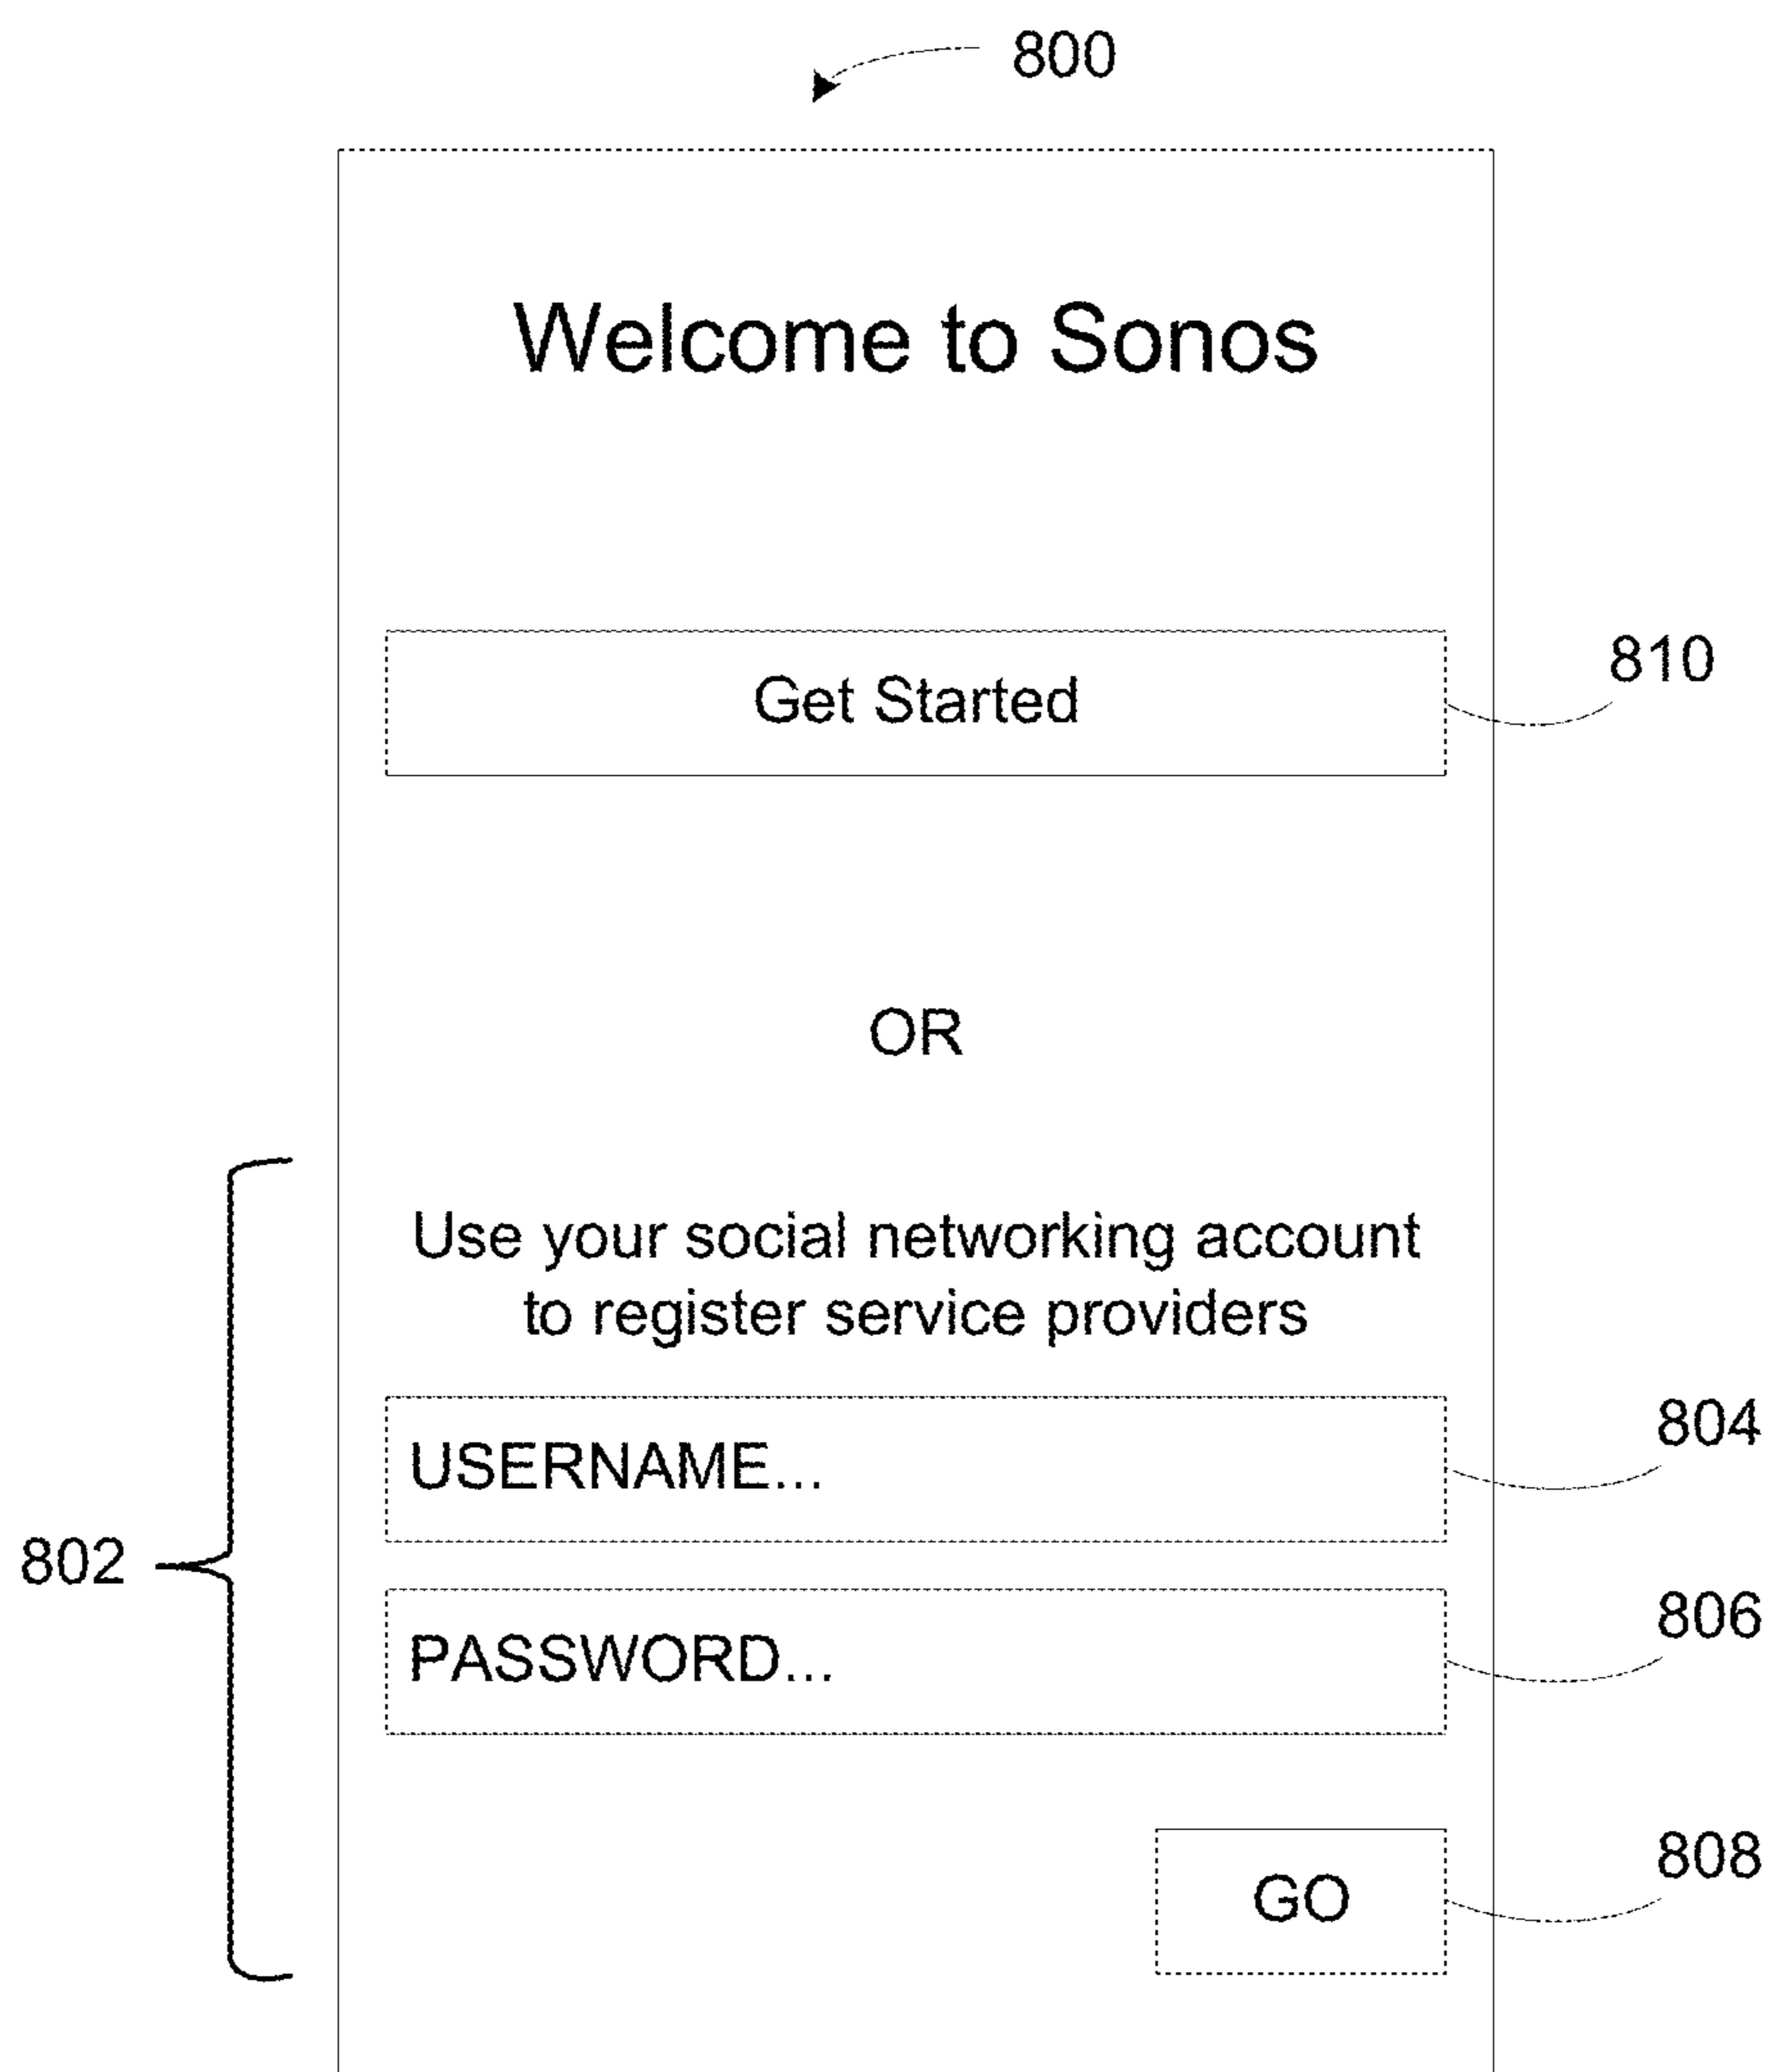 800
Welcome to Sonos
Get Started
810
OR
Use your social networking account
to register service providers
USERNAME...
804
802
PASSWORD...
806
GO
808